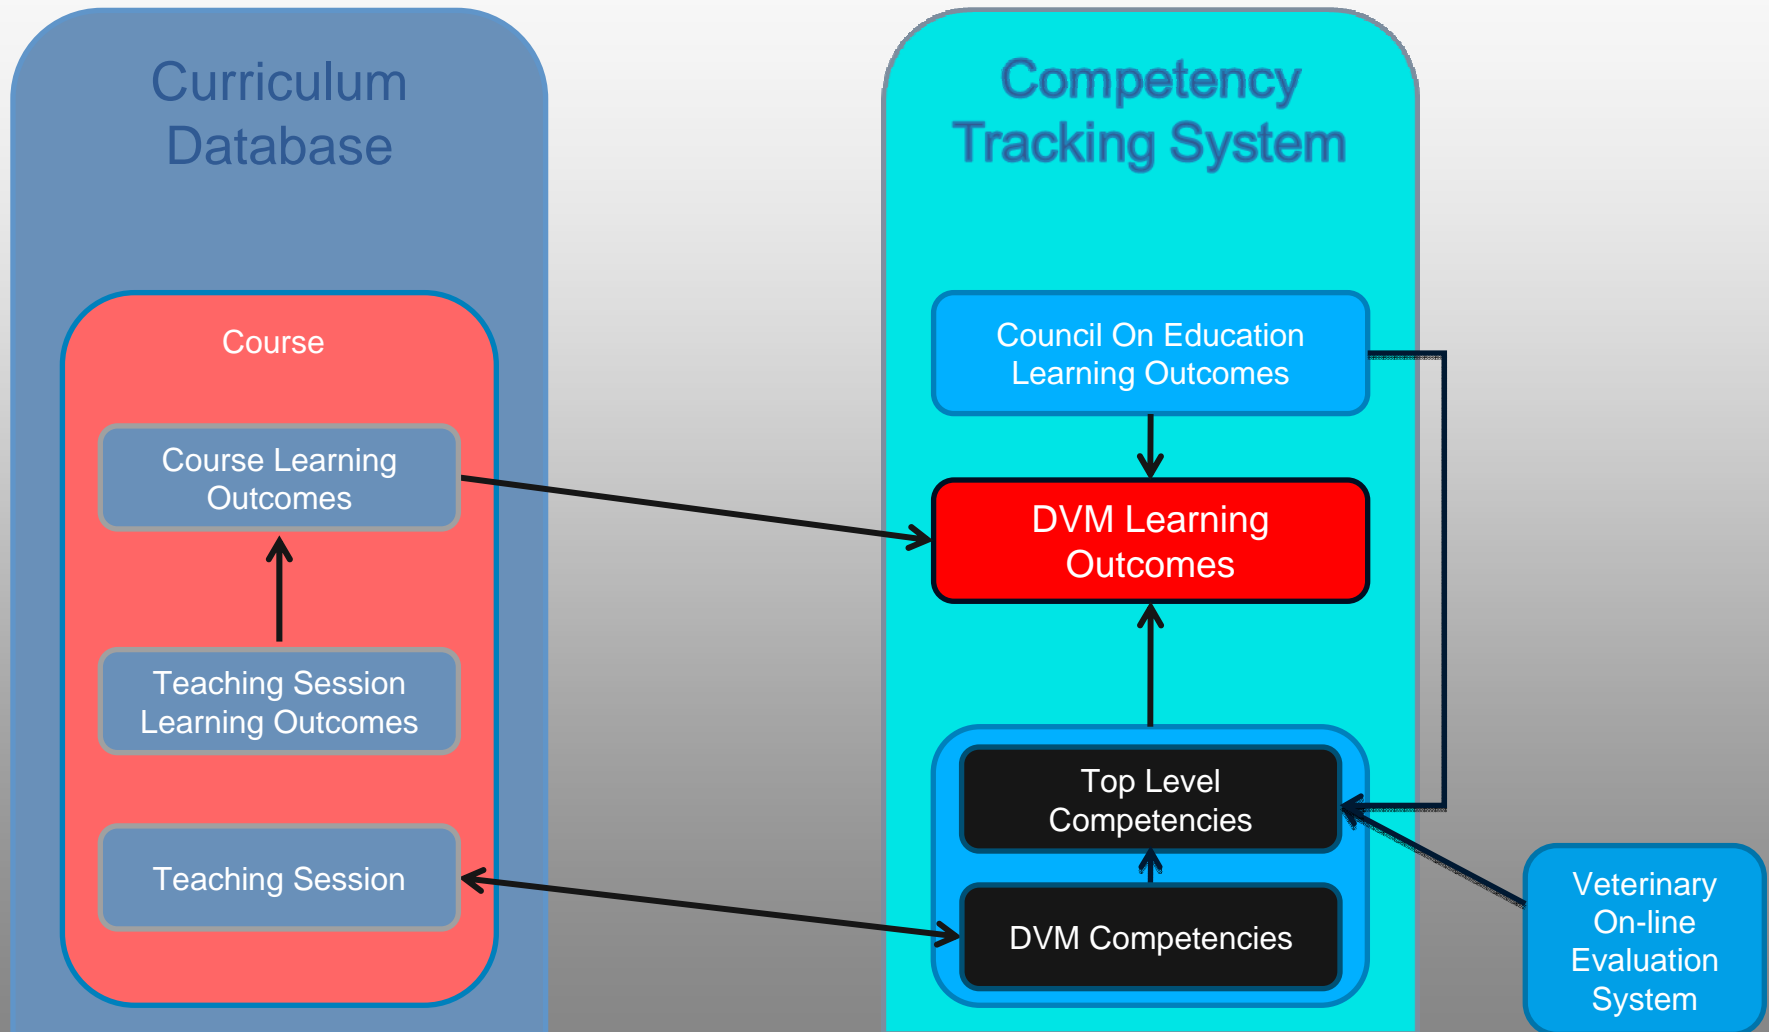 Curriculum
Database
Course
Course Learning
Outcomes
Teaching Session
Learning Outcomes
Teaching Session
Competency
Tracking System
Council On Education
Learning Outcomes
DVM Learning
Outcomes
Top Level
Competencies
DVM Competencies
Veterinary
On-line
Evaluation
System